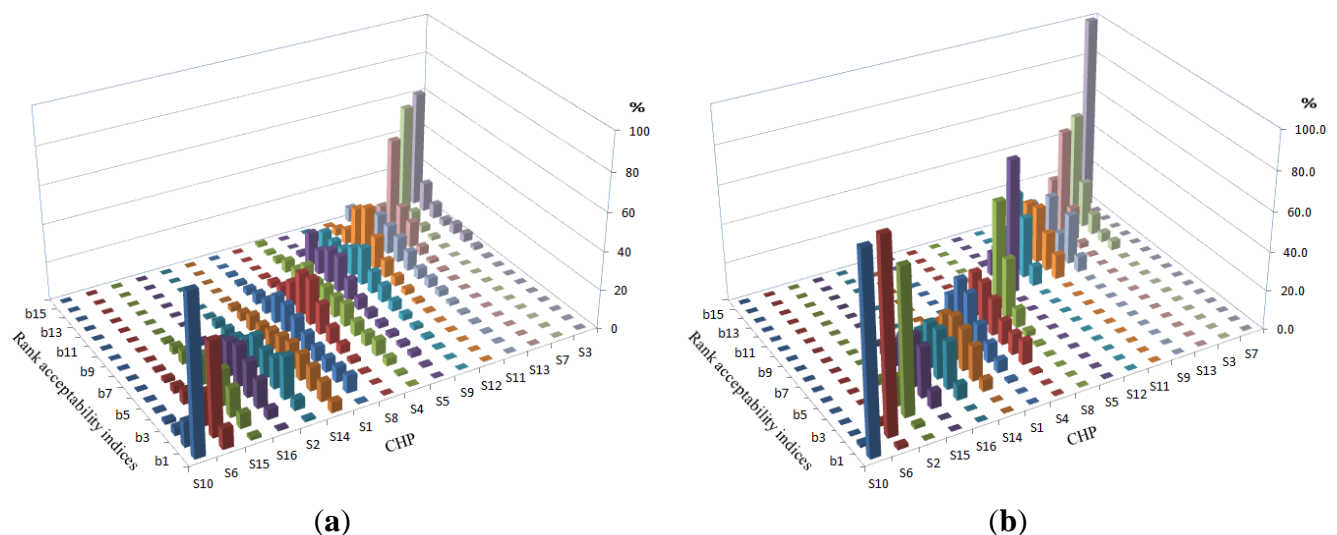 %
100
80
60
40
20
0
b15
b13
b11
b9
b7
b5
b3
b1
Rank acceptability indices
S10
S6
S15
S16
S2
S14
S1
S8
S4
S5
S9
S12
S11
S13
S7
S3
CHP
(a)
%
100.0
80.0
60.0
40.0
20.0
0.0
b15
b13
b11
b9
b7
b5
b3
b1
Rank acceptability indices
S10
S6
S2
S15
S16
S14
S1
S4
S8
S5
S12
S11
S9
S13
S3
S7
CHP
(b)